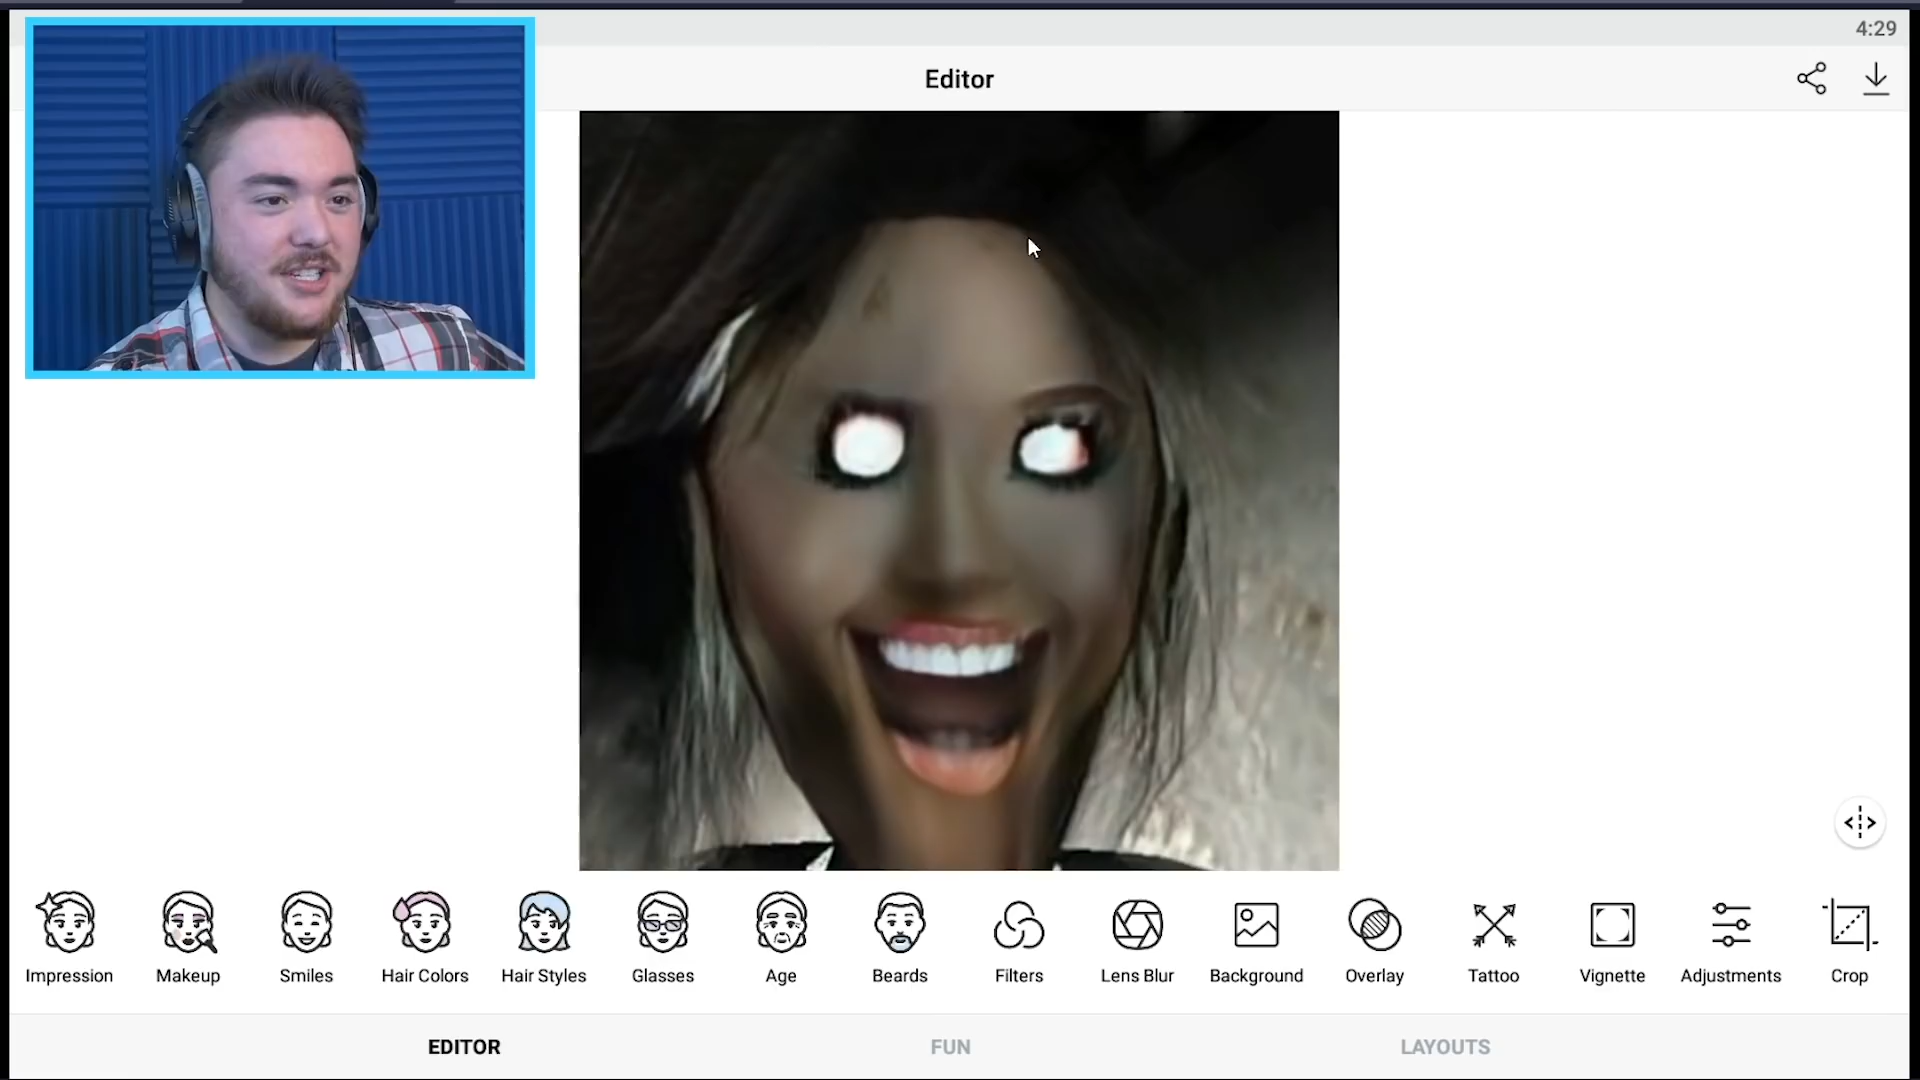 4:29
Editor
Impression Makeup Smiles Hair Colors Hair Styles Glasses Age Beards Filters Lens Blur Background Overlay Tattoo Vignette Adjustments Crop
EDITOR FUN LAYOUTS